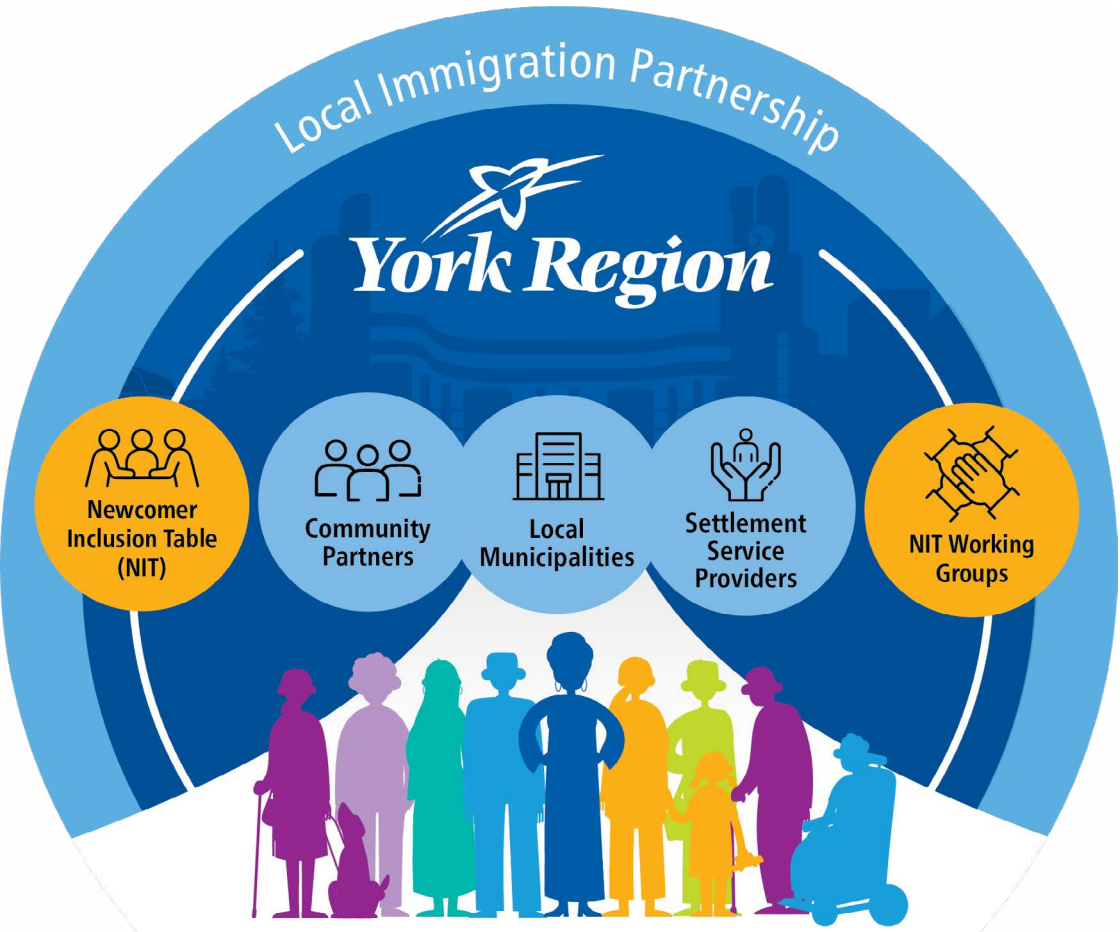 Local Immigration Partnership
York Region
Newcomer
Inclusion Table
(NIT)
Community
Partners
Local
Municipalities
Settlement
Service
Providers
NIT Working
Groups